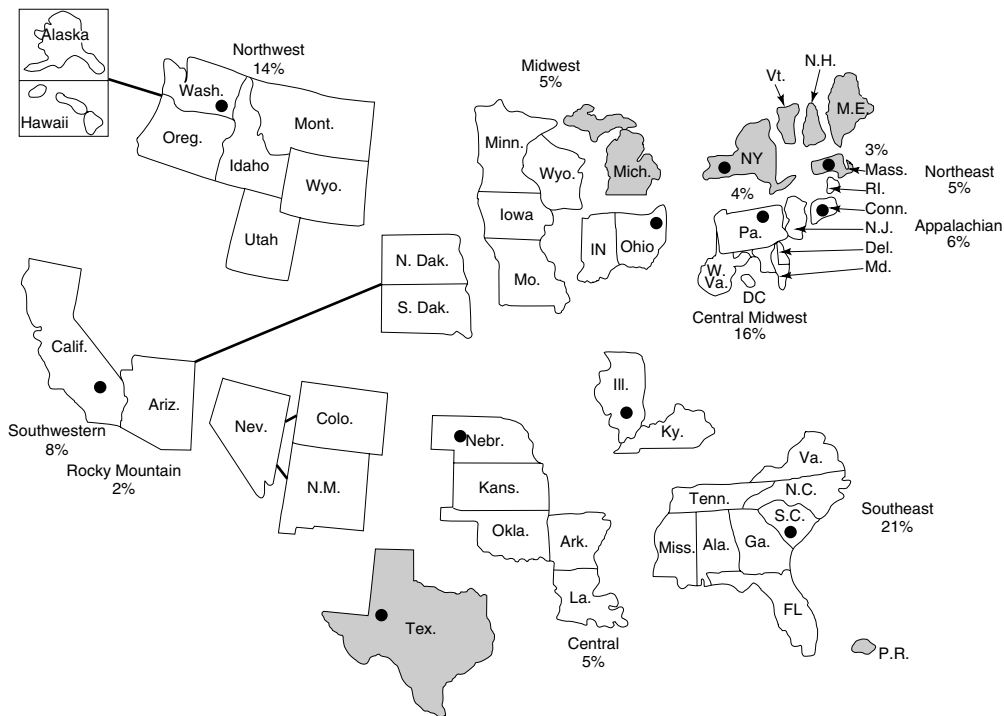 Alaska
Hawaii
Northwest
14%
Wash.
Oreg.
Idaho
Mont.
Wyo.
Utah
Midwest
5%
Minn.
Wyo.
Mich.
Iowa
IN
Ohio
Mo.
N. Dak.
S. Dak.
Vt.
N.H.
M.E.
NY
3%
Mass.
Northeast
5%
RI.
4%
Conn.
Appalachian
6%
N.J.
Pa.
Del.
Md.
W.
Va.
DC
Central Midwest
16%
Calif.
Ariz.
Southwestern
8%
Rocky Mountain
2%
Nev.
Colo.
N.M.
Ill.
Ky.
Nebr.
Kans.
Okla.
Ark.
La.
Central
5%
Tex.
Va.
N.C.
Tenn.
S.C.
Southeast
21%
Miss.
Ala.
Ga.
FL
P.R.